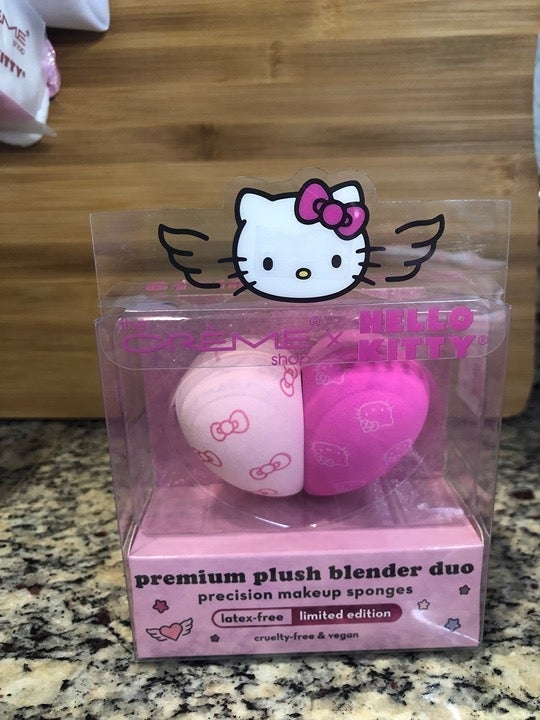 the
CRÈME®
shop
x
HELLO
KITTY®
premium plush blender duo
precision makeup sponges
latex-free limited edition
cruelty-free & vegan